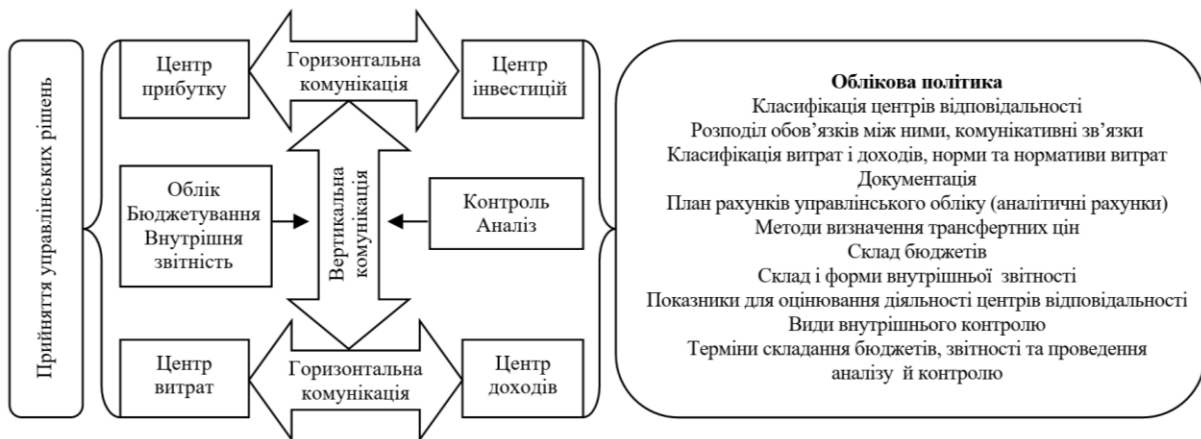 Прийняття управлінських рішень
Центр
прибутку
Горизонтальна
комунікація
Центр
інвестицій
Облік
Бюджетування
Внутрішня
звітність
Вертикальна
комунікація
Контроль
Аналіз
Центр
витрат
Горизонтальна
комунікація
Центр
доходів
Облікова політика
Класифікація центрів відповідальності
Розподіл обов’язків між ними, комунікативні зв’язки
Класифікація витрат і доходів, норми та нормативи витрат
Документація
План рахунків управлінського обліку (аналітичні рахунки)
Методи визначення трансфертних цін
Склад бюджетів
Склад і форми внутрішньої звітності
Показники для оцінювання діяльності центрів відповідальності
Види внутрішнього контролю
Терміни складання бюджетів, звітності та проведення
аналізу й контролю